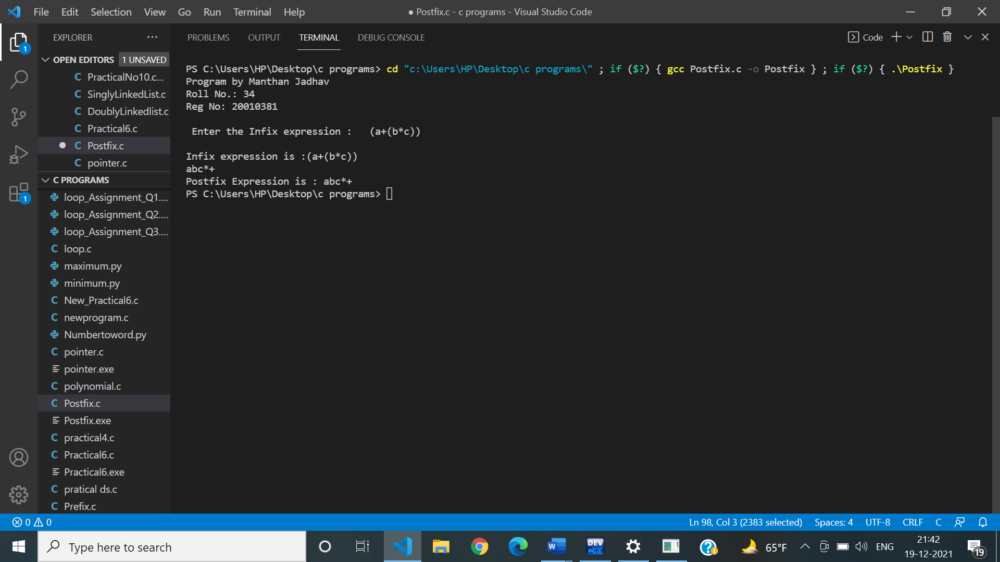 File Edit Selection View Go Run Terminal Help
● Postfix.c - c programs - Visual Studio Code
EXPLORER
OPEN EDITORS 1 UNSAVED
PracticalNo10.c...
SinglyLinkedList.c
DoublyLinkedlist.c
Practical6.c
Postfix.c
pointer.c
C PROGRAMS
loop_Assignment_Q1....
loop_Assignment_Q2....
loop_Assignment_Q3....
loop.c
maximum.py
minimum.py
New_Practical6.c
newprogram.c
Numbertoword.py
pointer.c
pointer.exe
polynomial.c
Postfix.c
Postfix.exe
practical4.c
Practical6.c
Practical6.exe
pratical ds.c
Prefix.c
PROBLEMS OUTPUT TERMINAL DEBUG CONSOLE
Code
PS C:\Users\HP\Desktop\c programs> cd "c:\Users\HP\Desktop\c programs\" ; if ($?) { gcc Postfix.c -o Postfix } ; if ($?) { .\Postfix }
Program by Manthan Jadhav
Roll No.: 34
Reg No: 20010381
Enter the Infix expression :   (a+(b*c))
Infix expression is :(a+(b*c))
abc*+
Postfix Expression is : abc*+
PS C:\Users\HP\Desktop\c programs>
0 0
Ln 98, Col 3 (2383 selected) Spaces: 4 UTF-8 CRLF C
Type here to search
W
DEV C++
65°F
ENG
21:42
19-12-2021
19
1
1